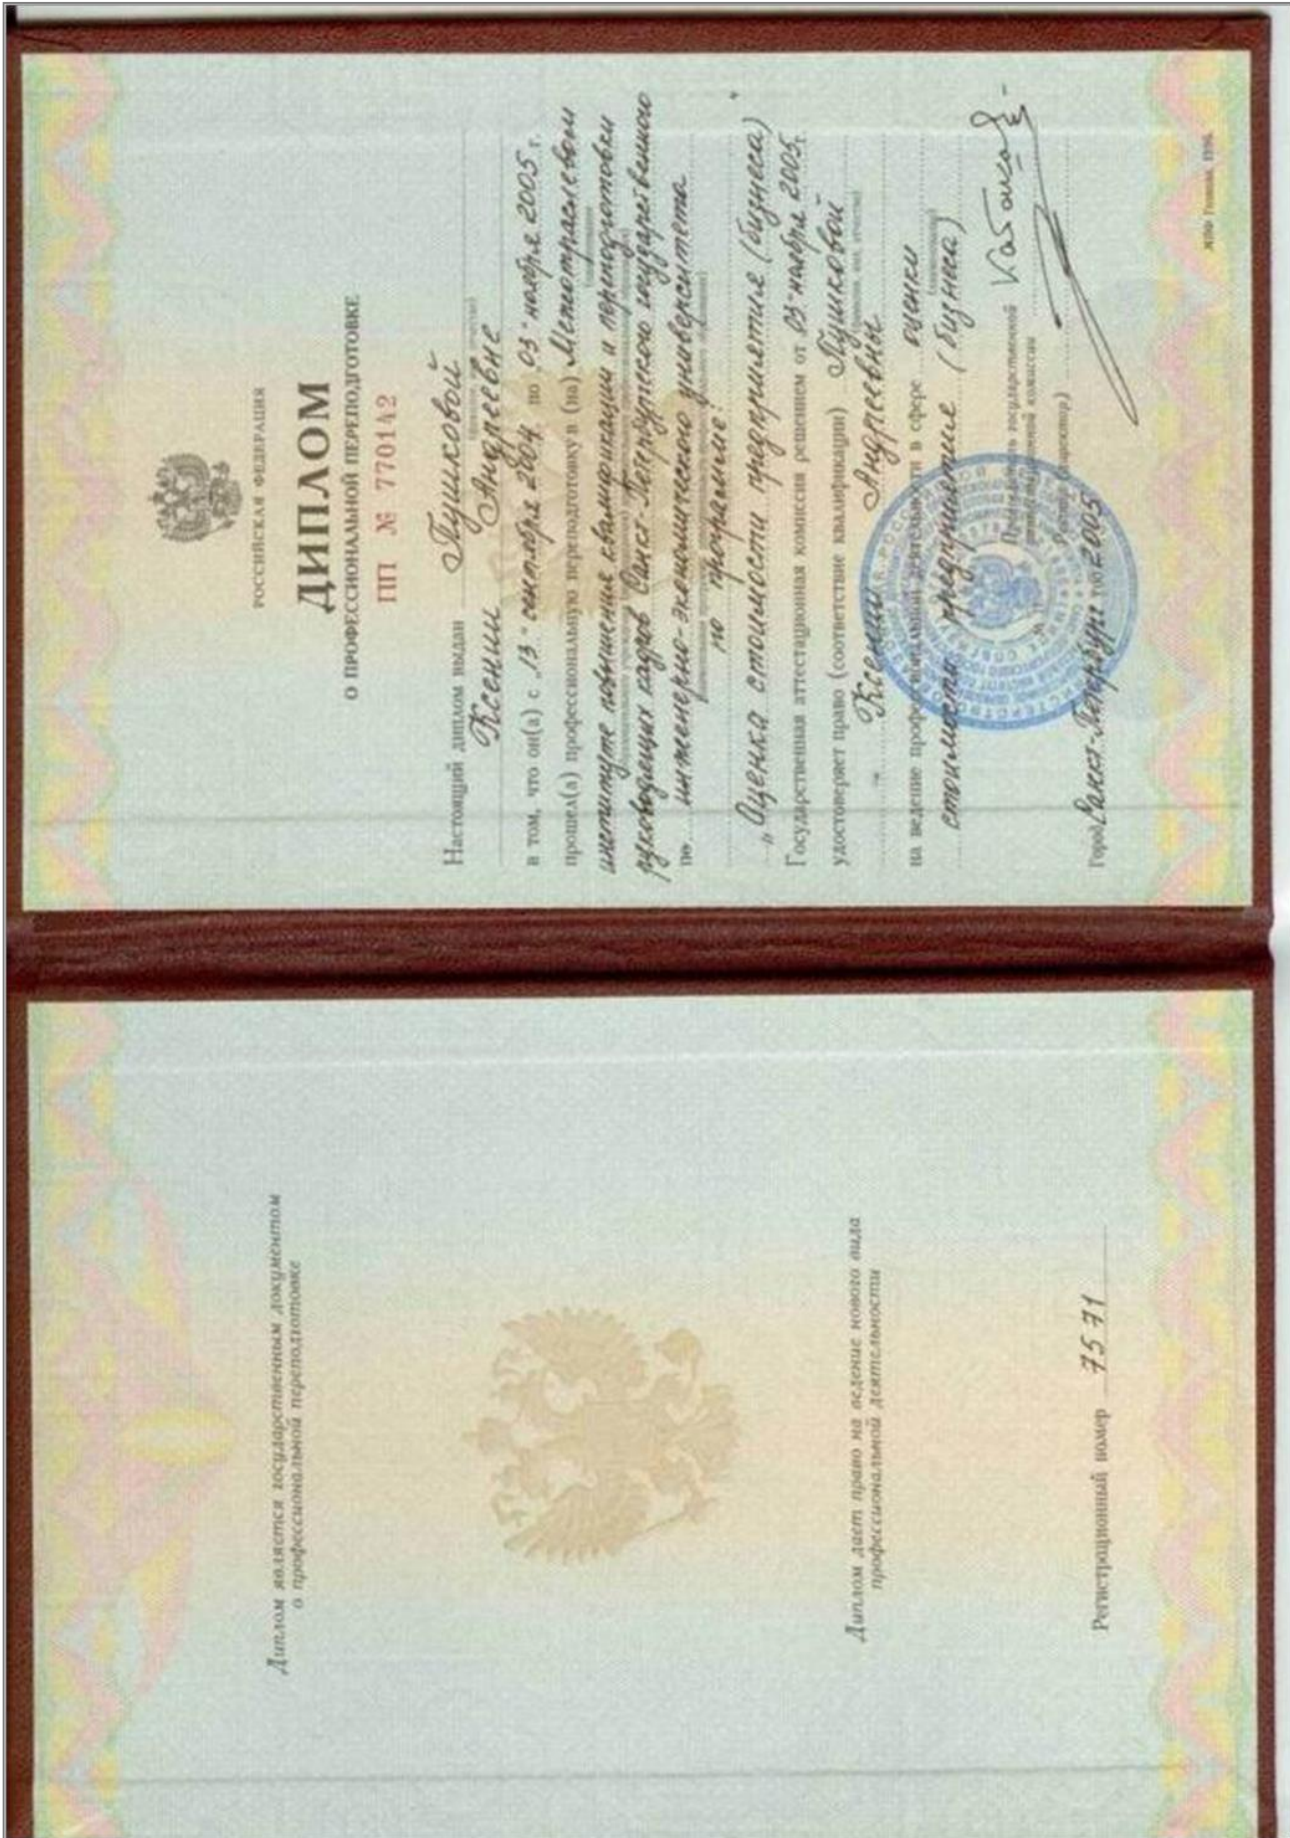 Диплом является государственным документом
о профессиональной переподготовке
Диплом дает право на ведение нового вида
профессиональной деятельности
Регистрационный номер 7571
РОССИЙСКАЯ ФЕДЕРАЦИЯ
ДИПЛОМ
О ПРОФЕССИОНАЛЬНОЙ ПЕРЕПОДГОТОВКЕ
ПП № 770142
Настоящий диплом выдан Пушковой
Ксении Андреевне
в том, что он(а) с „13“ сентября 2004 г. по „03“ ноября 2005 г.
прошел(а) профессиональную переподготовку в (на) Межотраслевом
институте повышения квалификации и переподготовки
руководящих кадров Санкт-Петербургского государственного
по инженерно-экономического университета
по программе:
„Оценка стоимости предприятия (бизнеса)“
Государственная аттестационная комиссия решением от 03 ноября 2005 г.
удостоверяет право (соответствие квалификации) Пушковой
Ксении Андреевны
на ведение профессиональной деятельности в сфере оценки
стоимости предприятия (бизнеса)
Председатель государственной
аттестационной комиссии
Ректор (директор)
Город Санкт-Петербург год 2005